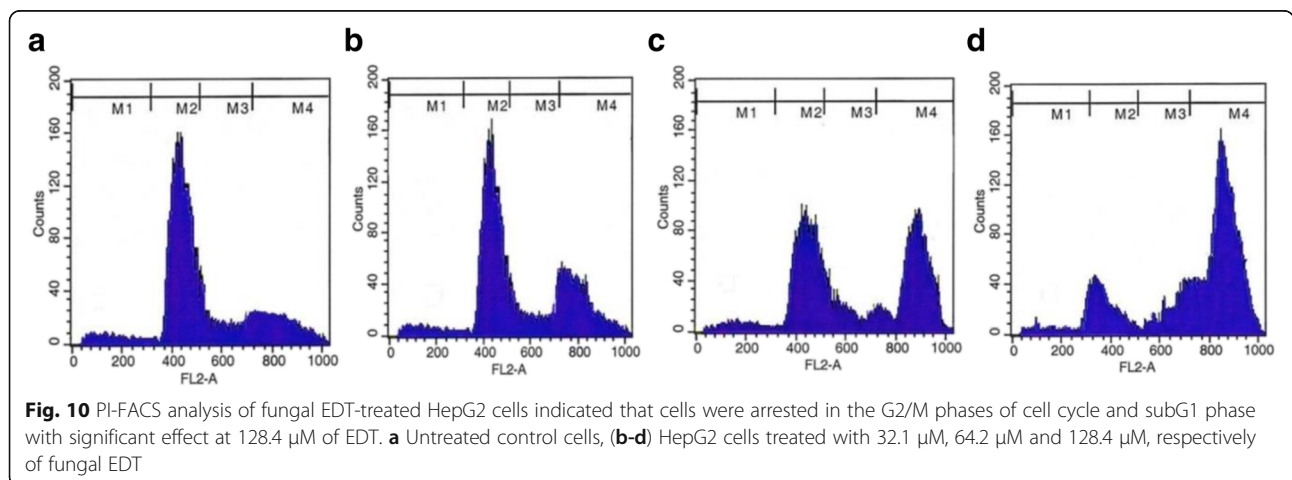 a b c d
200 200 200 200
M1 M2 M3 M4 M1 M2 M3 M4 M1 M2 M3 M4 M1 M2 M3 M4
160 160 160 160
120 120 120 120
Counts Counts Counts Counts
80 80 80 80
40 40 40 40
0 0 0 0
0 200 400 600 800 1000 0 200 400 600 800 1000 0 200 400 600 800 1000 0 200 400 600 800 1000
FL2-A FL2-A FL2-A FL2-A
Fig. 10 PI-FACS analysis of fungal EDT-treated HepG2 cells indicated that cells were arrested in the G2/M phases of cell cycle and subG1 phase
with significant effect at 128.4 μM of EDT. a Untreated control cells, (b-d) HepG2 cells treated with 32.1 μM, 64.2 μM and 128.4 μM, respectively
of fungal EDT